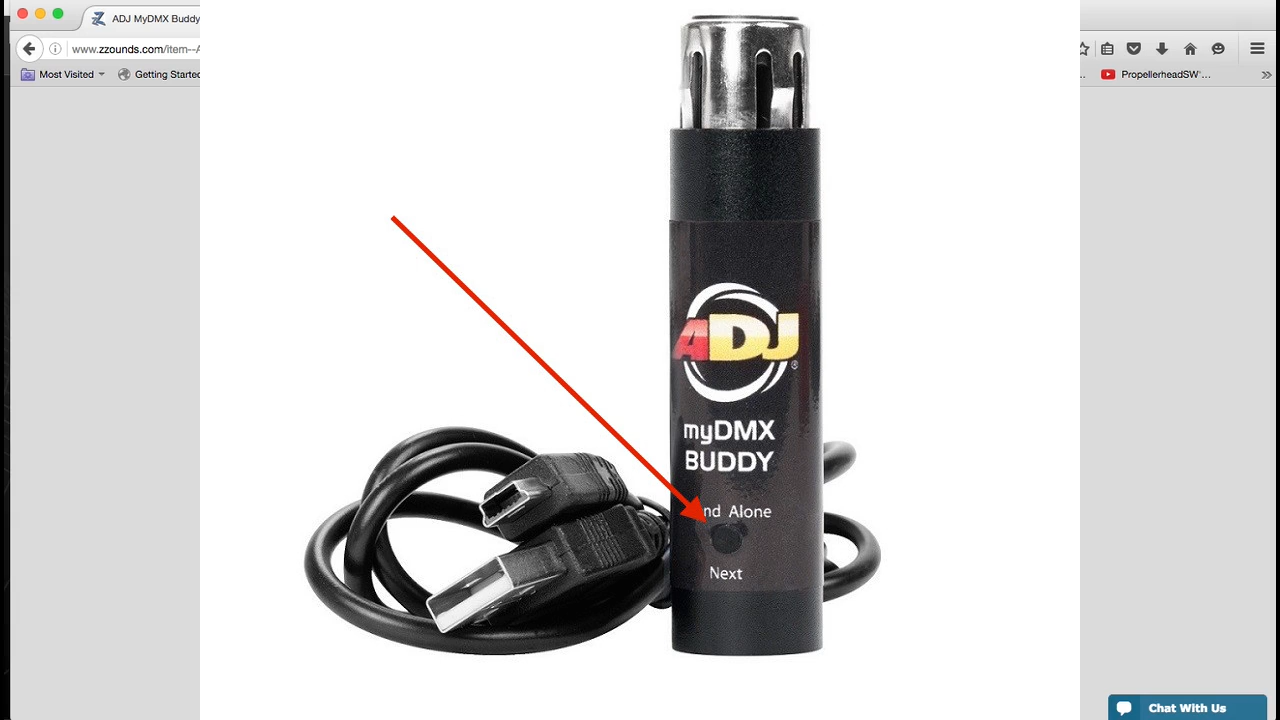 ADJ MyDMX Buddy
www.zzounds.com/item--A
Most Visited
Getting Started
PropellerheadSW'...
ADJ
®
myDMX
BUDDY
nd Alone
Next
Chat With Us